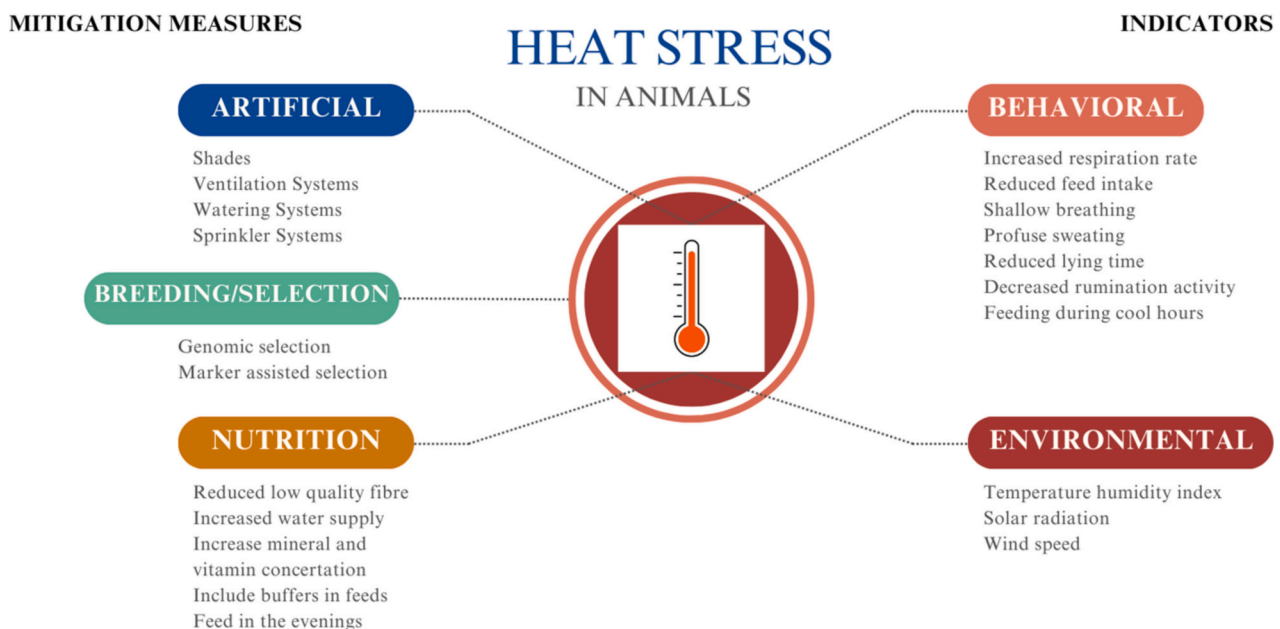 MITIGATION MEASURES
HEAT STRESS
IN ANIMALS
INDICATORS
ARTIFICIAL
Shades
Ventilation Systems
Watering Systems
Sprinkler Systems
BREEDING/SELECTION
Genomic selection
Marker assisted selection
NUTRITION
Reduced low quality fibre
Increased water supply
Increase mineral and
vitamin concertation
Include buffers in feeds
Feed in the evenings
BEHAVIORAL
Increased respiration rate
Reduced feed intake
Shallow breathing
Profuse sweating
Reduced lying time
Decreased rumination activity
Feeding during cool hours
ENVIRONMENTAL
Temperature humidity index
Solar radiation
Wind speed